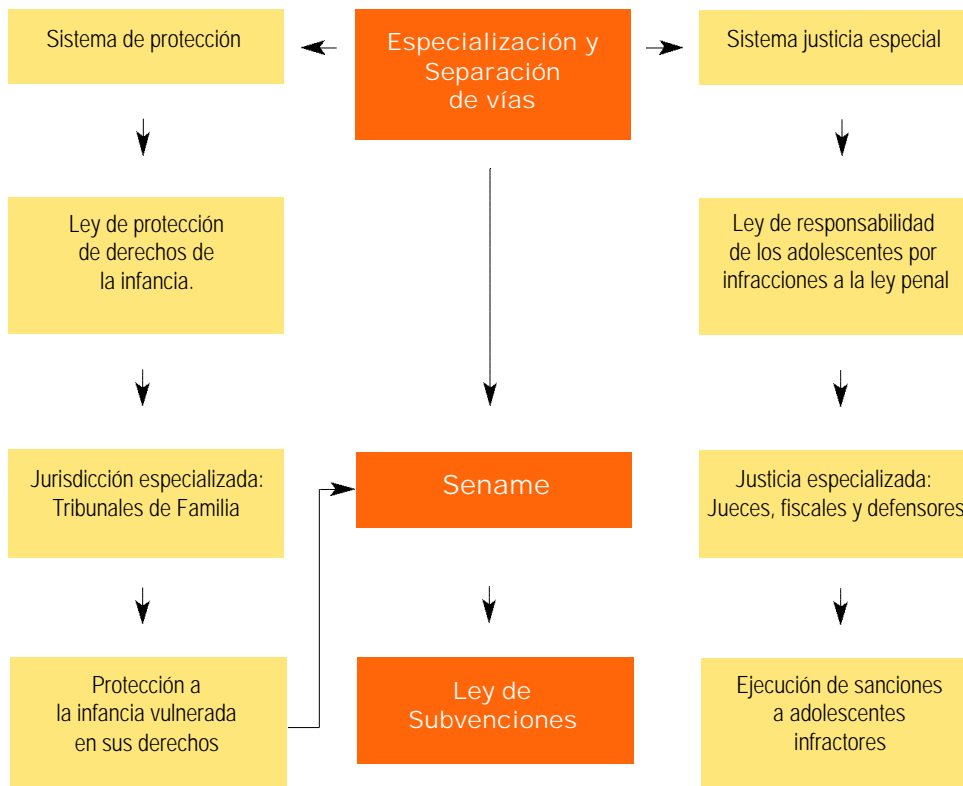 Sistema de protección
Especialización y
Separación
de vías
Sistema justicia especial
Ley de protección
de derechos de
la infancia.
Ley de responsabilidad
de los adolescentes por
infracciones a la ley penal
Jurisdicción especializada:
Tribunales de Familia
Sename
Justicia especializada:
Jueces, fiscales y defensores
Protección a
la infancia vulnerada
en sus derechos
Ley de
Subvenciones
Ejecución de sanciones
a adolescentes
infractores